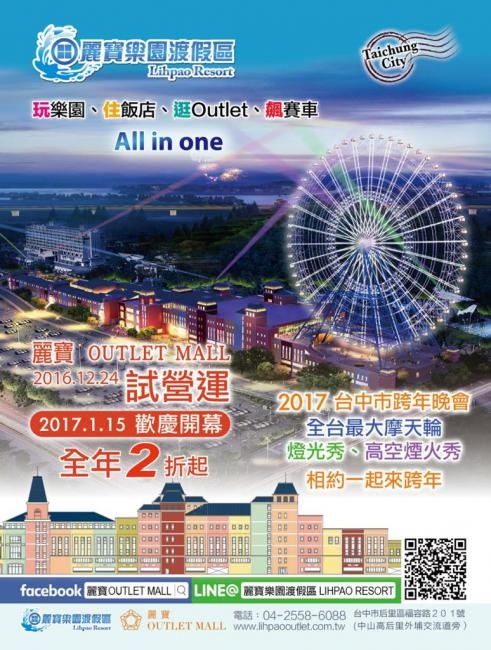 麗寶樂園渡假區
Lihpao Resort
Taichung City
玩樂園、住飯店、逛Outlet、飆賽車
All in one
麗寶 OUTLET MALL
2016.12.24 試營運
2017.1.15 歡慶開幕
全年2折起
2017 台中市跨年晚會
全台最大摩天輪
燈光秀、高空煙火秀
相約一起來跨年
facebook 麗寶OUTLET MALL LINE@ 麗寶樂園渡假區 LIHPAO RESORT
麗寶樂園渡假區
Lihpao Resort
麗寶
OUTLET MALL
電話：04-2558-6088
www.lihpaooutlet.com.tw
台中市后里區福容路201號
(中山高后里外埔交流道旁)